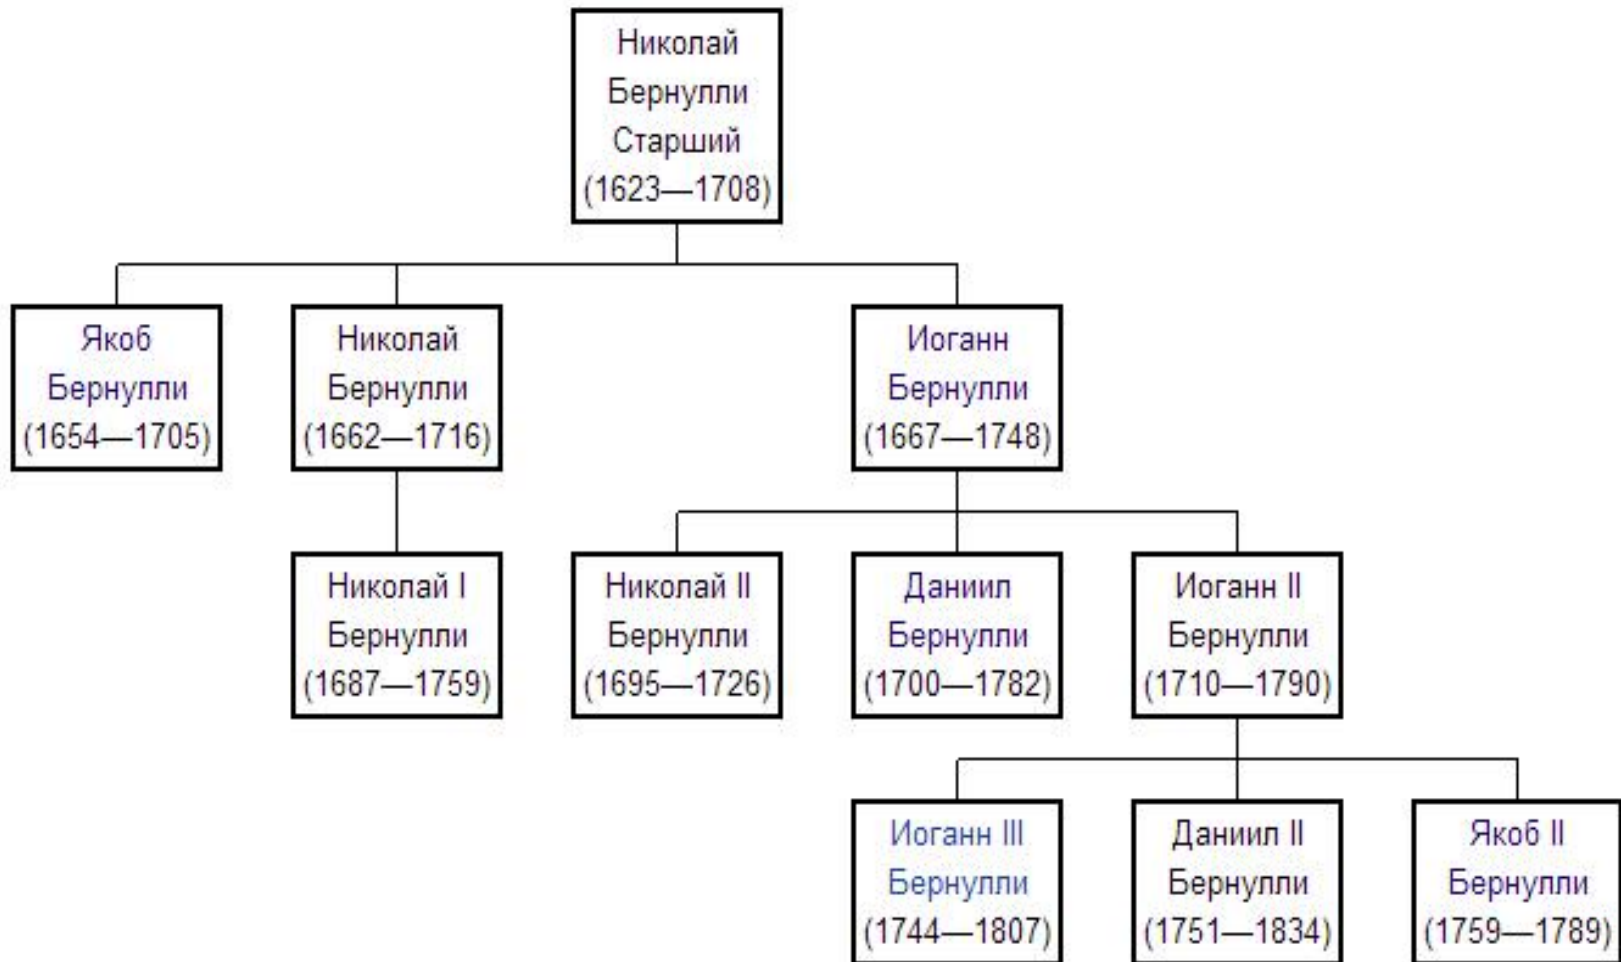 Николай
Бернулли
Старший
(1623—1708)
Якоб
Бернулли
(1654—1705)
Николай
Бернулли
(1662—1716)
Иоганн
Бернулли
(1667—1748)
Николай I
Бернулли
(1687—1759)
Николай II
Бернулли
(1695—1726)
Даниил
Бернулли
(1700—1782)
Иоганн II
Бернулли
(1710—1790)
Иоганн III
Бернулли
(1744—1807)
Даниил II
Бернулли
(1751—1834)
Якоб II
Бернулли
(1759—1789)